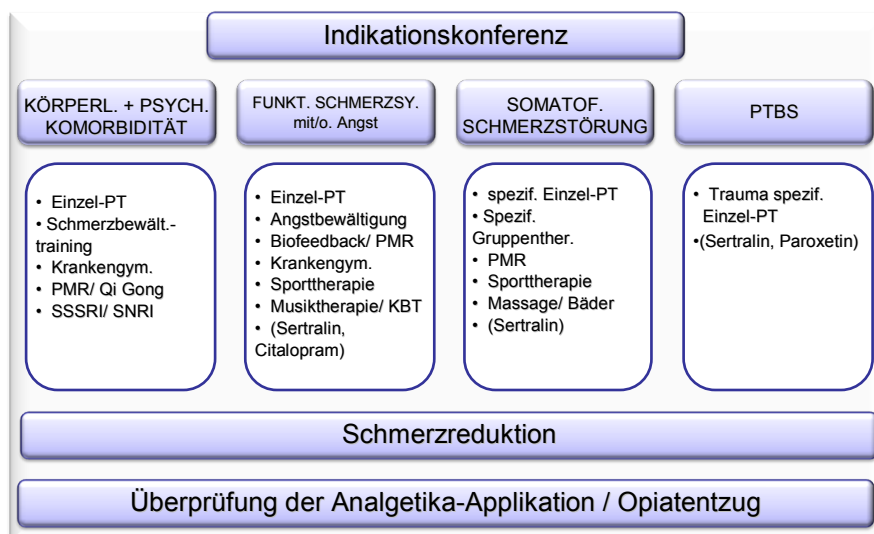 Indikationskonferenz
KÖRPERL. + PSYCH.
KOMORBIDITÄT
• Einzel-PT
• Schmerzbewält.-
training
• Krankengym.
• PMR/ Qi Gong
• SSSRI/ SNRI
FUNKT. SCHMERZSY.
mit/o. Angst
• Einzel-PT
• Angstbewältigung
• Biofeedback/ PMR
• Krankengym.
• Sporttherapie
• Musiktherapie/ KBT
• (Sertralin,
Citalopram)
SOMATOF.
SCHMERZSTÖRUNG
• spezif. Einzel-PT
• Spezif.
Gruppenther.
• PMR
• Sporttherapie
• Massage/ Bäder
• (Sertralin)
PTBS
• Trauma spezif.
Einzel-PT
•(Sertralin, Paroxetin)
Schmerzreduktion
Überprüfung der Analgetika-Applikation / Opiatentzug